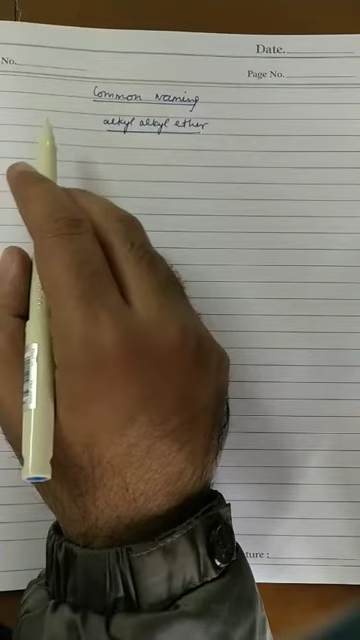 Date.
No.
Page No.
Common Naming
alkyl alkyl ether
ture :